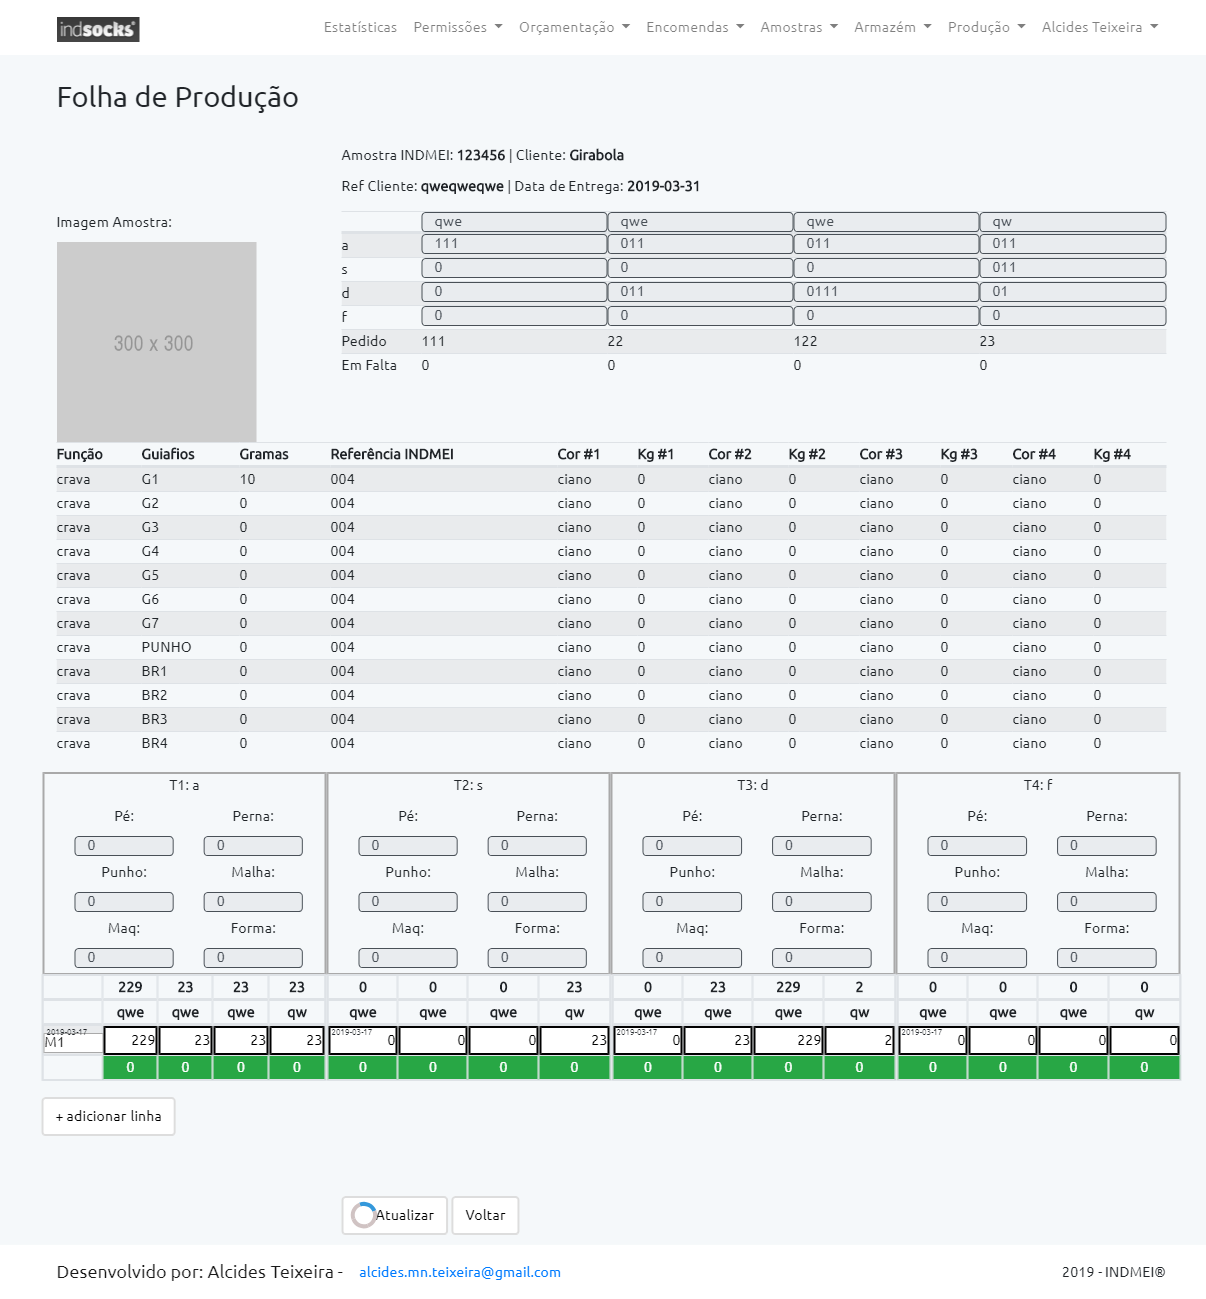 indsocks® Estatísticas Permissões Orçamentação Encomendas Amostras Armazém Produção Alcides Teixeira
Folha de Produção
Amostra INDMEI: 123456 | Cliente: Girabola
Ref Cliente: qweqweqwe | Data de Entrega: 2019-03-31
Imagem Amostra:
300 x 300
qwe qwe qwe qw
a 111 011 011 011
s 0 0 0 011
d 0 011 0111 01
f 0 0 0 0
Pedido 111 22 122 23
Em Falta 0 0 0 0
Função Guiafios Gramas Referência INDMEI Cor #1 Kg #1 Cor #2 Kg #2 Cor #3 Kg #3 Cor #4 Kg #4
crava G1 10 004 ciano 0 ciano 0 ciano 0 ciano 0
crava G2 0 004 ciano 0 ciano 0 ciano 0 ciano 0
crava G3 0 004 ciano 0 ciano 0 ciano 0 ciano 0
crava G4 0 004 ciano 0 ciano 0 ciano 0 ciano 0
crava G5 0 004 ciano 0 ciano 0 ciano 0 ciano 0
crava G6 0 004 ciano 0 ciano 0 ciano 0 ciano 0
crava G7 0 004 ciano 0 ciano 0 ciano 0 ciano 0
crava PUNHO 0 004 ciano 0 ciano 0 ciano 0 ciano 0
crava BR1 0 004 ciano 0 ciano 0 ciano 0 ciano 0
crava BR2 0 004 ciano 0 ciano 0 ciano 0 ciano 0
crava BR3 0 004 ciano 0 ciano 0 ciano 0 ciano 0
crava BR4 0 004 ciano 0 ciano 0 ciano 0 ciano 0
T1: a T2: s T3: d T4: f
Pé: Perna: Pé: Perna: Pé: Perna: Pé: Perna:
0 0 0 0 0 0 0 0
Punho: Malha: Punho: Malha: Punho: Malha: Punho: Malha:
0 0 0 0 0 0 0 0
Maq: Forma: Maq: Forma: Maq: Forma: Maq: Forma:
0 0 0 0 0 0 0 0
229 23 23 23 0 0 0 23 0 23 229 2 0 0 0 0
qwe qwe qwe qw qwe qwe qwe qw qwe qwe qwe qw qwe qwe qwe qw
2019-03-17 2019-03-17 2019-03-17 2019-03-17
M1 229 23 23 23 0 0 0 23 0 23 229 2 0 0 0 0
0 0 0 0 0 0 0 0 0 0 0 0 0 0 0 0
+ adicionar linha
Atualizar Voltar
Desenvolvido por: Alcides Teixeira - alcides.mn.teixeira@gmail.com 2019 - INDMEI®